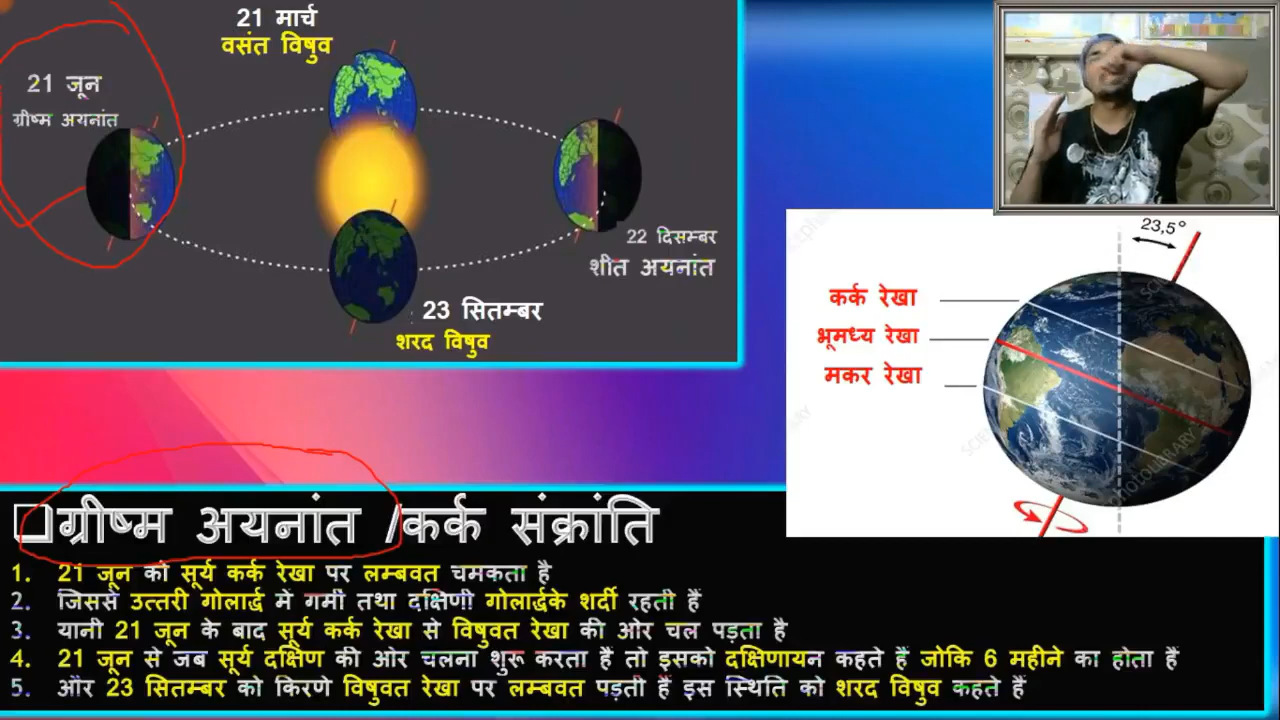 21 मार्च
वसंत विषुव
21 जून
ग्रीष्म अयनांत
22 दिसम्बर
शीत अयनांत
23 सितम्बर
शरद विषुव
23,5°
कर्क रेखा
भूमध्य रेखा
मकर रेखा
ग्रीष्म अयनांत /कर्क संक्रांति
1. 21 जून को सूर्य कर्क रेखा पर लम्बवत चमकता है
2. जिससे उत्तरी गोलार्द्ध में गर्मी तथा दक्षिणी गोलार्द्धके शर्दी रहती हैं
3. यानी 21 जून के बाद सूर्य कर्क रेखा से विषुवत रेखा की ओर चल पड़ता है
4. 21 जून से जब सूर्य दक्षिण की ओर चलना शुरू करता हैं तो इसको दक्षिणायन कहते हैं जोकि 6 महीने का होता हैं
5. और 23 सितम्बर को किरणे विषुवत रेखा पर लम्बवत पड़ती हैं इस स्थिति को शरद विषुव कहते हैं